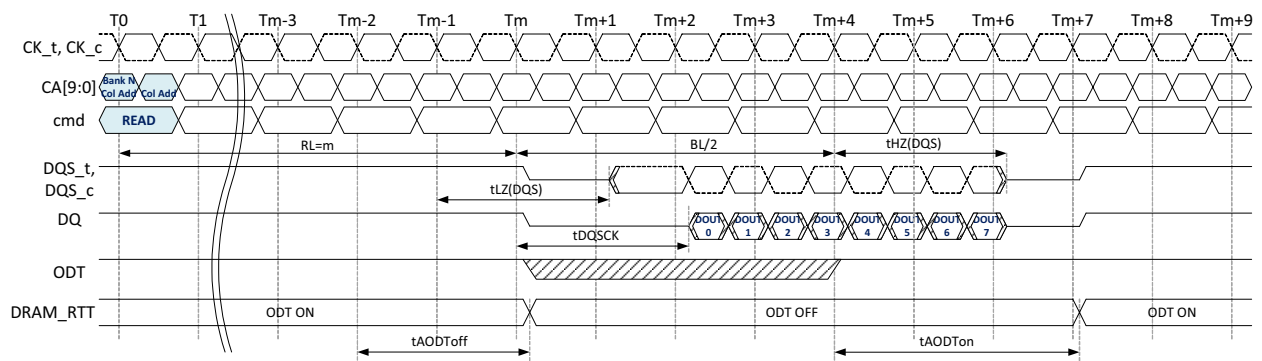 T0 T1 Tm-3 Tm-2 Tm-1 Tm Tm+1 Tm+2 Tm+3 Tm+4 Tm+5 Tm+6 Tm+7 Tm+8 Tm+9
CK_t, CK_c
CA[9:0]
Bank N
Col Add
Col Add
cmd
READ
RL=m BL/2 tHZ(DQS)
DQS_t,
DQS_c
tLZ(DQS)
DQ
DOUT DOUT DOUT DOUT DOUT DOUT DOUT DOUT
0 1 2 3 4 5 6 7
tDQSCK
ODT
DRAM_RTT
ODT ON ODT OFF ODT ON
tAODToff tAODTon